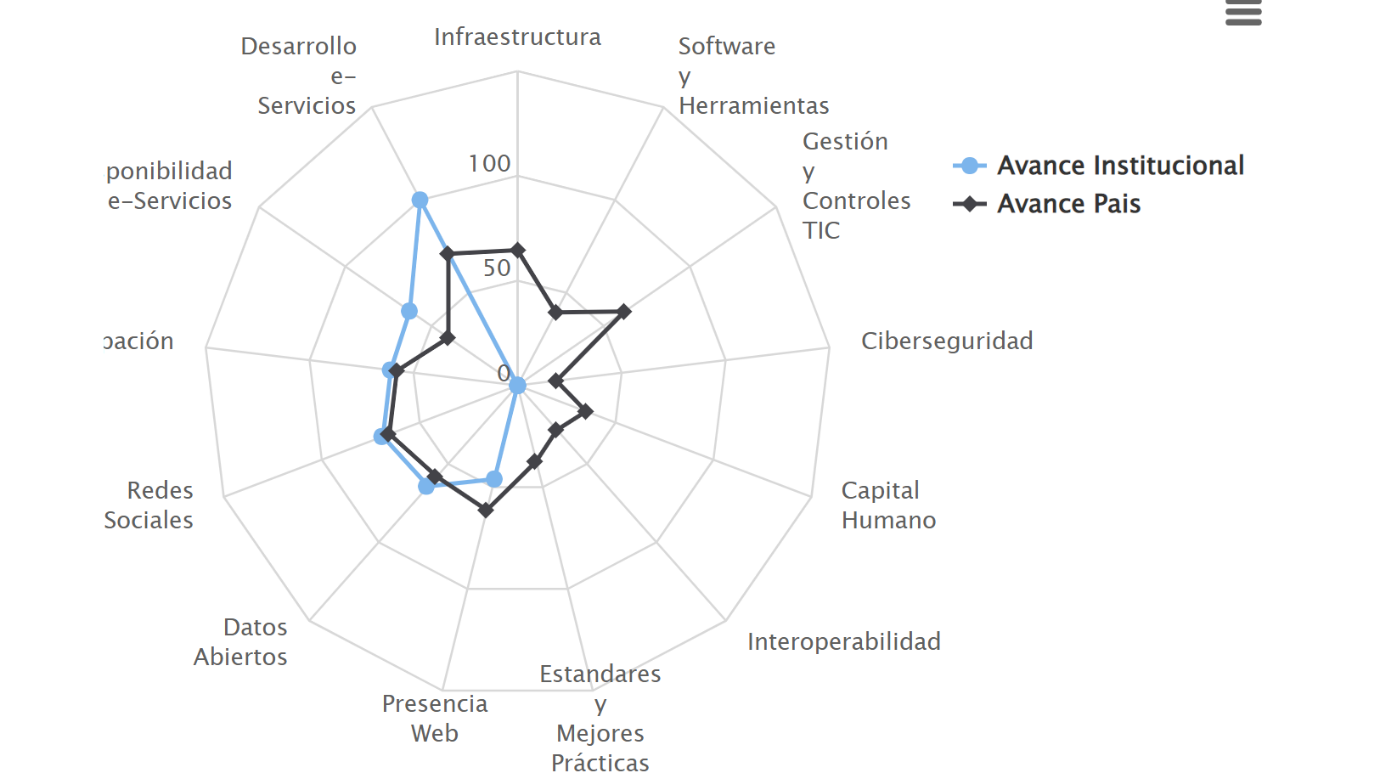 Infraestructura
Software
y
Herramientas
Gestión
y
Controles
TIC
Ciberseguridad
Capital
Humano
Interoperabilidad
Estandares
y
Mejores
Prácticas
Presencia
Web
Datos
Abiertos
Redes
Sociales
pación
ponibilidad
e-Servicios
Desarrollo
e-
Servicios
100
50
0
Avance Institucional
Avance Pais